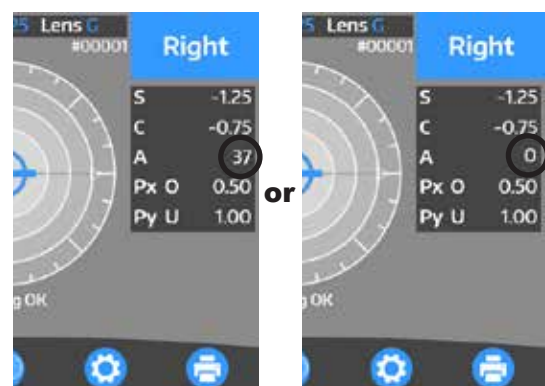 25 Lens G
#00001
Right
S -1.25
C -0.75
A 37
Px O 0.50
Py U 1.00
g OK
or
5 Lens G
#00001
Right
S -1.25
C -0.75
A 0
Px O 0.50
Py U 1.00
OK